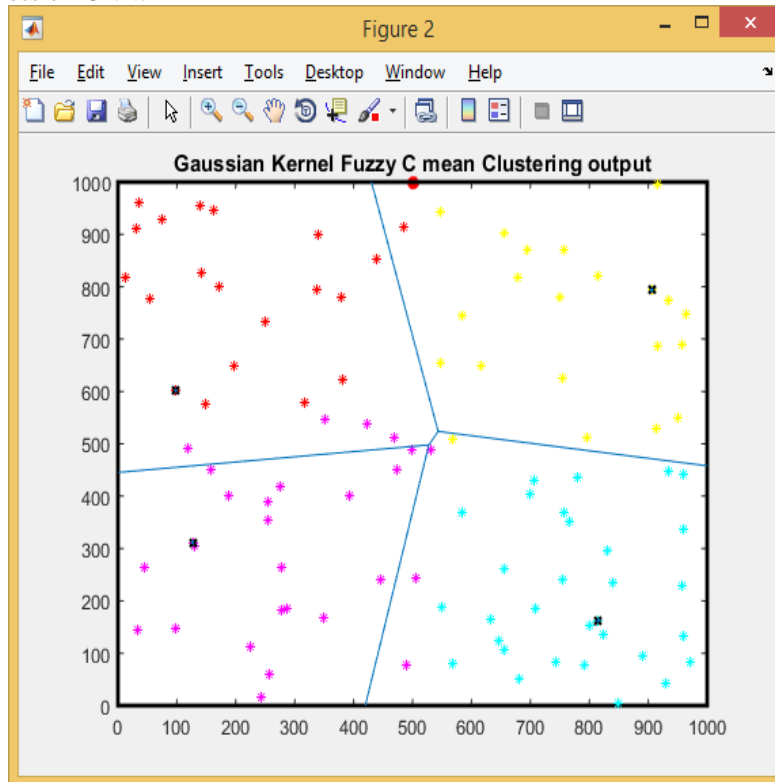 Figure 2
File Edit View Insert Tools Desktop Window Help
Gaussian Kernel Fuzzy C mean Clustering output
1000
900
800
700
600
500
400
300
200
100
0
0 100 200 300 400 500 600 700 800 900 1000